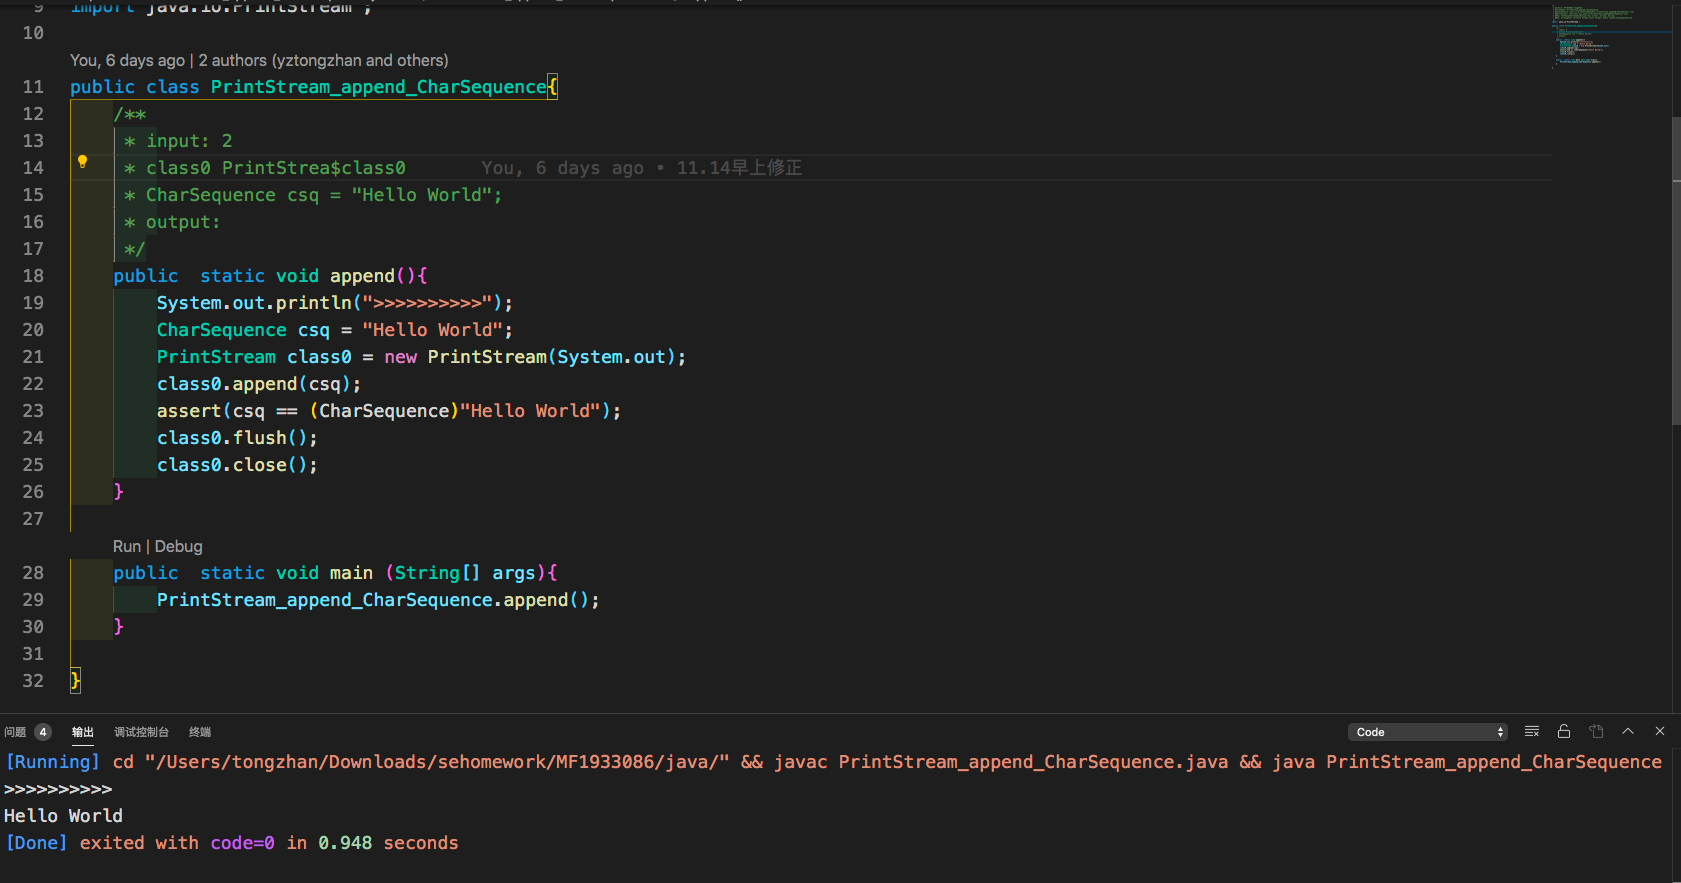 9 import java.io.PrintStream ;
10
You, 6 days ago | 2 authors (yztongzhan and others)
11 public class PrintStream_append_CharSequence{
12 /**
13 * input: 2
14 * class0 PrintStrea$class0 You, 6 days ago • 11.14早上修正
15 * CharSequence csq = "Hello World";
16 * output:
17 */
18 public  static void append(){
19 System.out.println(">>>>>>>>>>");
20 CharSequence csq = "Hello World";
21 PrintStream class0 = new PrintStream(System.out);
22 class0.append(csq);
23 assert(csq == (CharSequence)"Hello World");
24 class0.flush();
25 class0.close();
26 }
27
Run | Debug
28 public  static void main (String[] args){
29 PrintStream_append_CharSequence.append();
30 }
31
32 }
问题 4 输出 调试控制台 终端 Code
[Running] cd "/Users/tongzhan/Downloads/sehomework/MF1933086/java/" && javac PrintStream_append_CharSequence.java && java PrintStream_append_CharSequence
>>>>>>>>>>
Hello World
[Done] exited with code=0 in 0.948 seconds